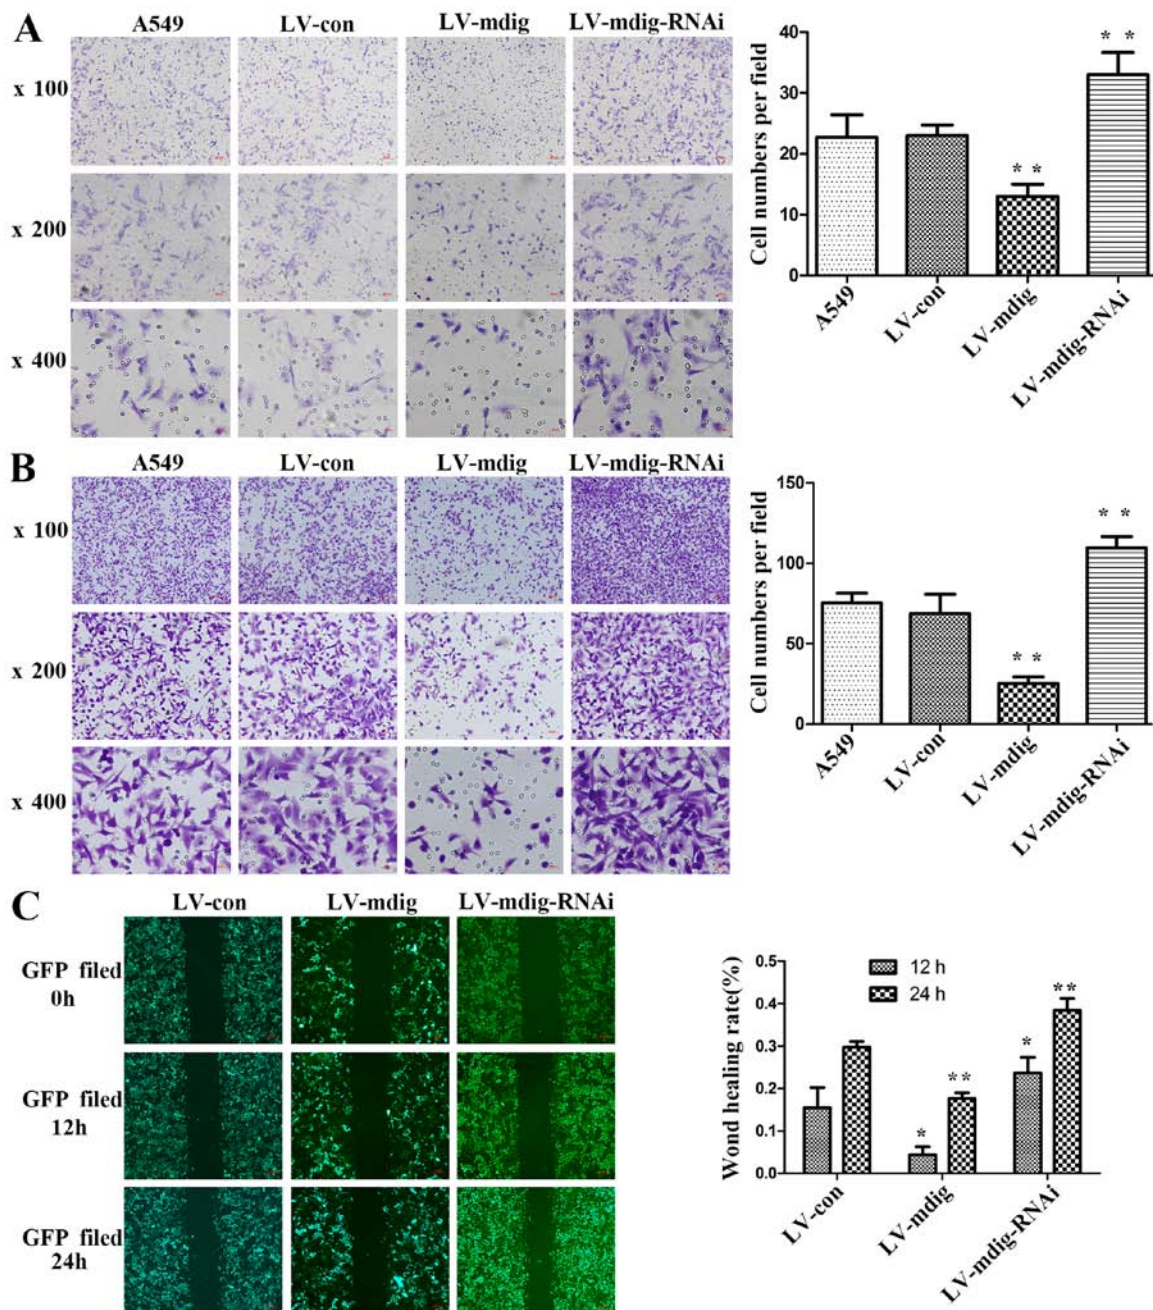 A
A549 LV-con LV-mdig LV-mdig-RNAi
x 100
x 200
x 400
Cell numbers per field
40
30
20
10
0
* *
* *
A549 LV-con LV-mdig LV-mdig-RNAi
B
A549 LV-con LV-mdig LV-mdig-RNAi
x 100
x 200
x 400
Cell numbers per field
150
100
50
0
* *
* *
A549 LV-con LV-mdig LV-mdig-RNAi
C
LV-con LV-mdig LV-mdig-RNAi
GFP filed
0h
GFP filed
12h
GFP filed
24h
Wond healing rate(%)
0.5
0.4
0.3
0.2
0.1
0.0
12 h
24 h
*
**
*
**
LV-con LV-mdig LV-mdig-RNAi